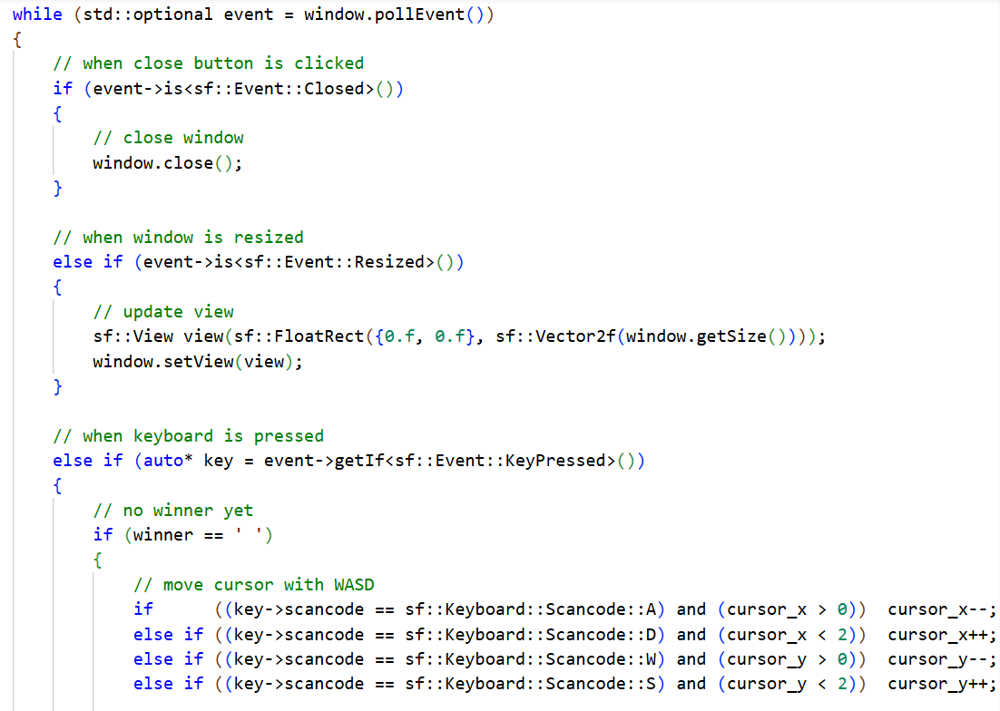 while (std::optional event = window.pollEvent())
{
    // when close button is clicked
    if (event->is<sf::Event::Closed>())
    {
        // close window
        window.close();
    }

    // when window is resized
    else if (event->is<sf::Event::Resized>())
    {
        // update view
        sf::View view(sf::FloatRect({0.f, 0.f}, sf::Vector2f(window.getSize())));
        window.setView(view);
    }

    // when keyboard is pressed
    else if (auto* key = event->getIf<sf::Event::KeyPressed>())
    {
        // no winner yet
        if (winner == ' ')
        {
            // move cursor with WASD
            if      ((key->scancode == sf::Keyboard::Scancode::A) and (cursor_x > 0))  cursor_x--;
            else if ((key->scancode == sf::Keyboard::Scancode::D) and (cursor_x < 2))  cursor_x++;
            else if ((key->scancode == sf::Keyboard::Scancode::W) and (cursor_y > 0))  cursor_y--;
            else if ((key->scancode == sf::Keyboard::Scancode::S) and (cursor_y < 2))  cursor_y++;